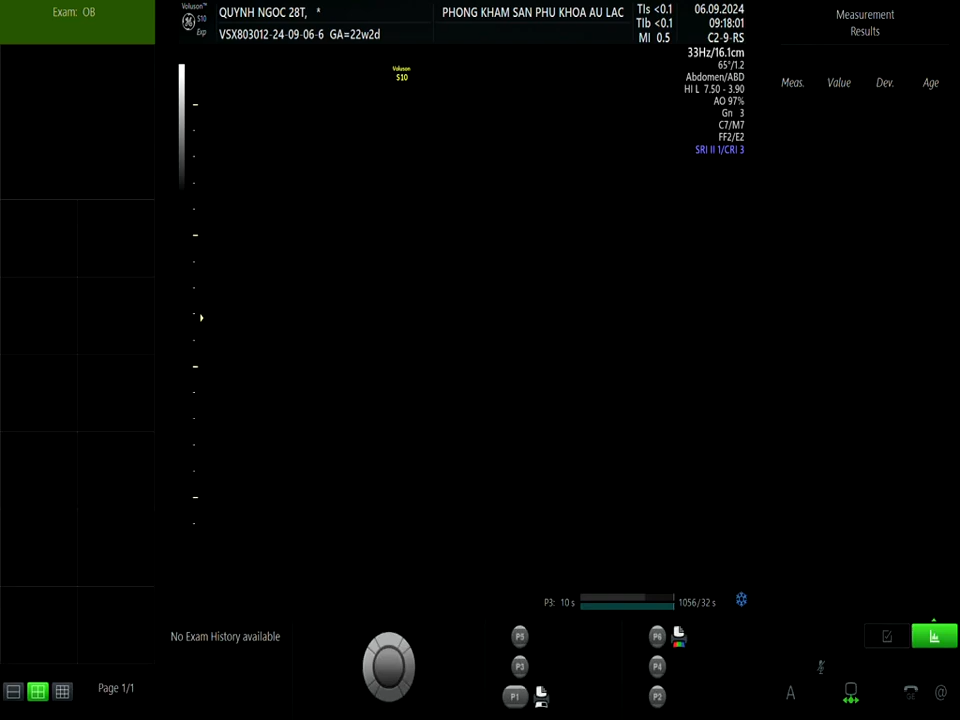 Exam: OB
Voluson™
S10
Exp
QUYNH NGOC 28T, *
VSX803012-24-09-06-6 GA=22w2d
PHONG KHAM SAN PHU KHOA AU LAC
TIs <0.1
TIb <0.1
MI 0.5
06.09.2024
09:18:01
C2-9-RS
33Hz/16.1cm
65°/1.2
Abdomen/ABD
HI L 7.50 - 3.90
AO 97%
Gn 3
C7/M7
FF2/E2
SRI II 1/CRI 3
Voluson
S10
Measurement
Results
Meas. Value Dev. Age
P3: 10 s
1056/32 s
No Exam History available
P5
P3
P1
P6
P4
P2
Page 1/1
A
@